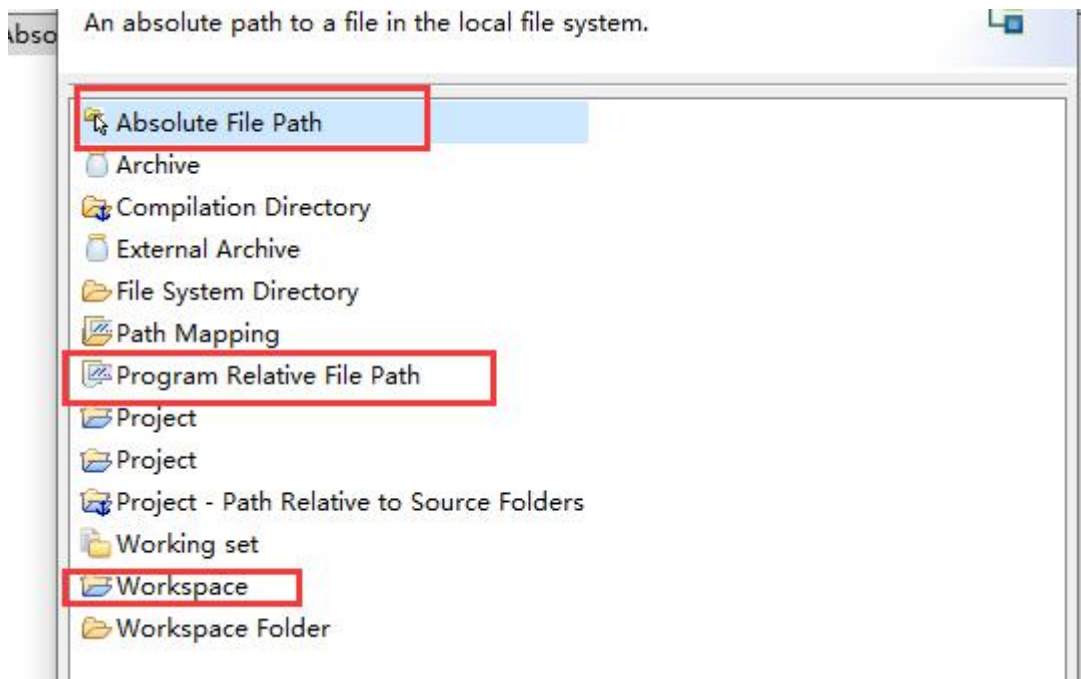 Abso
An absolute path to a file in the local file system.
Absolute File Path
Archive
Compilation Directory
External Archive
File System Directory
Path Mapping
Program Relative File Path
Project
Project
Project - Path Relative to Source Folders
Working set
Workspace
Workspace Folder